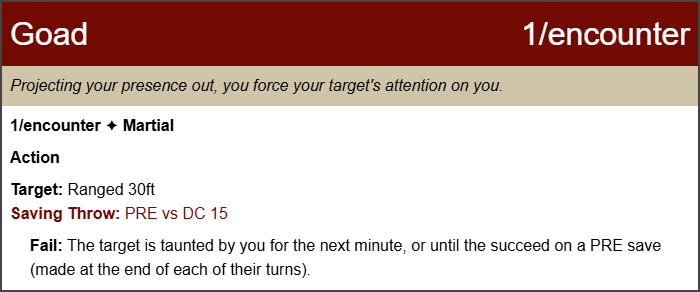 Goad 1/encounter
Projecting your presence out, you force your target's attention on you.
1/encounter ✦ Martial
Action
Target: Ranged 30ft
Saving Throw: PRE vs DC 15
Fail: The target is taunted by you for the next minute, or until the succeed on a PRE save
(made at the end of each of their turns).